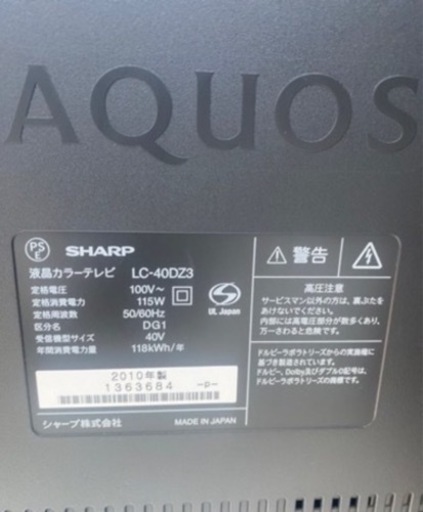 AQUOS
PS
E
SHARP
液晶カラーテレビ LC-40DZ3
定格電圧 100V～
定格消費電力 115W
定格周波数 50/60Hz
区分名 DG1
受信機型サイズ 40V
年間消費電力量 118kWh/年
S
UL Japan
2010年製
1363684 -P-
シャープ株式会社 MADE IN JAPAN
警告
高圧注意
サービスマン以外の方は、裏ぶたを
あけないでください。
内部には高電圧部分が数多くあり、
万一さわると危険です。
ドルビーラボラトリーズからの実施権に
基づき製造されています。
ドルビー、Dolby及びダブルD記号は、
ドルビーラボラトリーズの商標です。